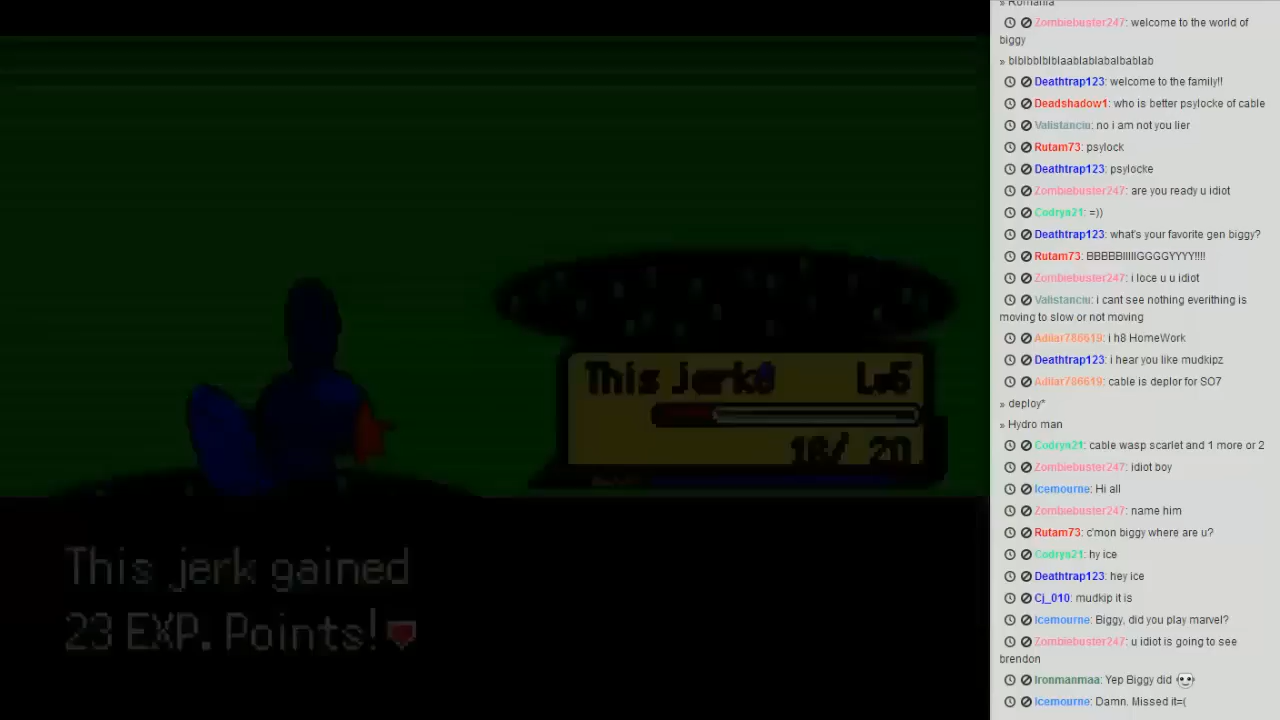 This Jerk♂ Lv5
18/ 20
This jerk gained
23 EXP. Points!
» Romania
Zombiebuster247: welcome to the world of
biggy
» blblbblblblaablablabalbablab
Deathtrap123: welcome to the family!!
Deadshadow1: who is better psylocke of cable
Valistanciu: no i am not you lier
Rutam73: psylock
Deathtrap123: psylocke
Zombiebuster247: are you ready u idiot
Codryn21: =))
Deathtrap123: what's your favorite gen biggy?
Rutam73: BBBBBIIIIIGGGGYYYY!!!!
Zombiebuster247: i loce u u idiot
Valistanciu: i cant see nothing everithing is
moving to slow or not moving
Adilar786619: i h8 HomeWork
Deathtrap123: i hear you like mudkipz
Adilar786619: cable is deplor for SO7
» deploy*
» Hydro man
Codryn21: cable wasp scarlet and 1 more or 2
Zombiebuster247: idiot boy
Icemourne: Hi all
Zombiebuster247: name him
Rutam73: c'mon biggy where are u?
Codryn21: hy ice
Deathtrap123: hey ice
Cj_010: mudkip it is
Icemourne: Biggy, did you play marvel?
Zombiebuster247: u idiot is going to see
brendon
Ironmanmaa: Yep Biggy did
Icemourne: Damn. Missed it=(